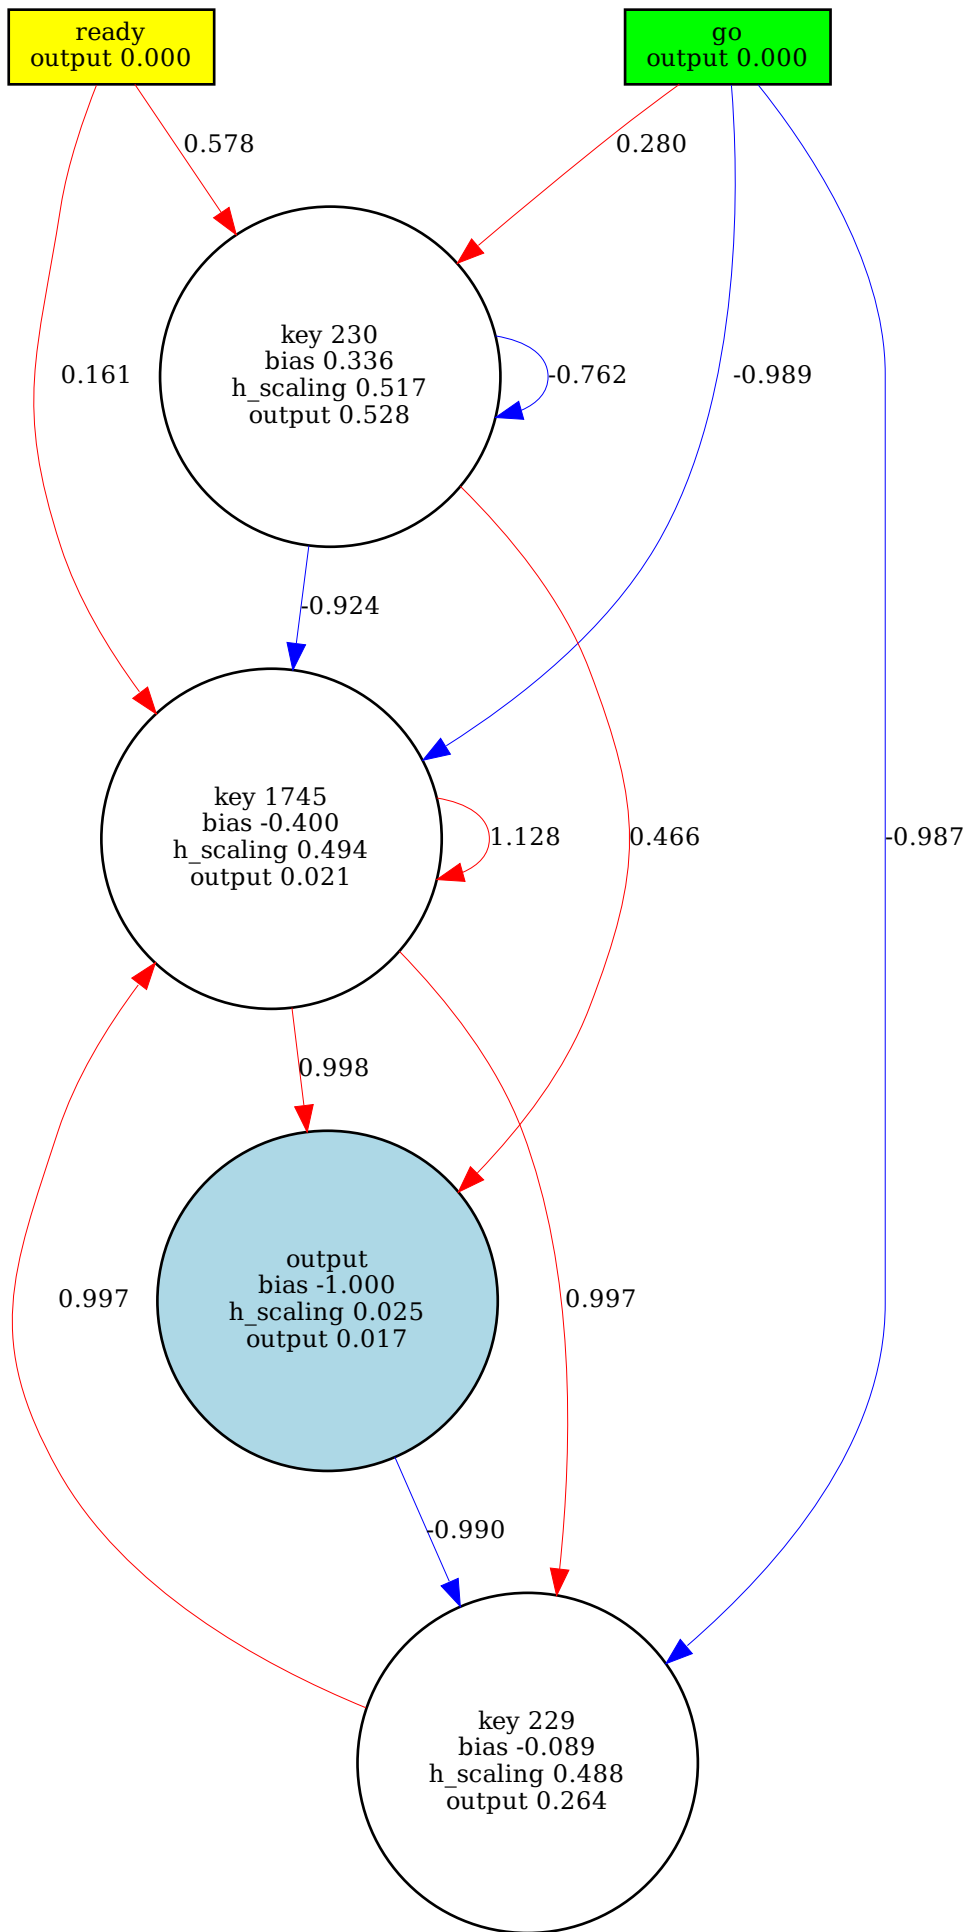 ready
output 0.000
go
output 0.000
0.578
0.280
key 230
bias 0.336
h_scaling 0.517
output 0.528
0.161
-0.762
-0.989
-0.924
key 1745
bias -0.400
h_scaling 0.494
output 0.021
1.128
0.466
-0.987
0.998
output
bias -1.000
h_scaling 0.025
output 0.017
0.997
0.997
-0.990
key 229
bias -0.089
h_scaling 0.488
output 0.264